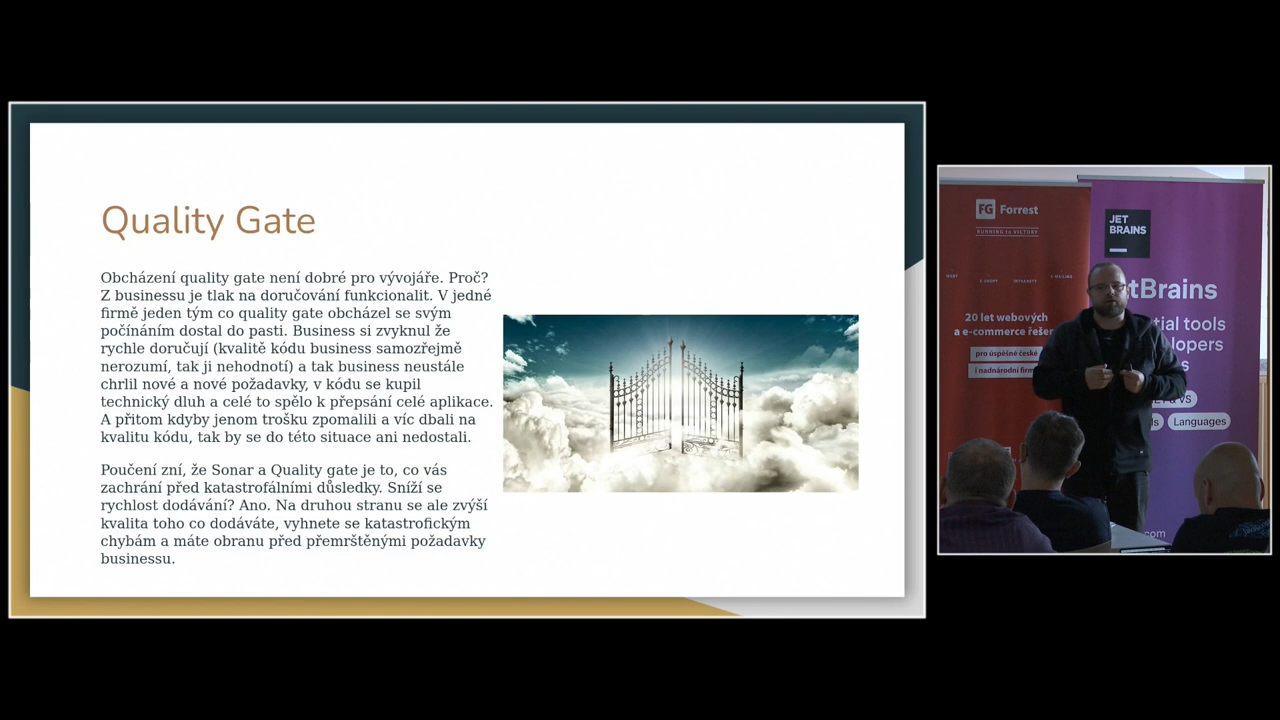 Quality Gate
Obcházení quality gate není dobré pro vývojáře. Proč?
Z businessu je tlak na doručování funkcionalit. V jedné
firmě jeden tým co quality gate obcházel se svým
počínáním dostal do pasti. Business si zvyknul že
rychle doručují (kvalitě kódu business samozřejmě
nerozumí, tak ji nehodnotí) a tak business neustále
chrlil nové a nové požadavky, v kódu se kupil
technický dluh a celé to spělo k přepsání celé aplikace.
A přitom kdyby jenom trošku zpomalili a víc dbali na
kvalitu kódu, tak by se do této situace ani nedostali.
Poučení zní, že Sonar a Quality gate je to, co vás
zachrání před katastrofálními důsledky. Sníží se
rychlost dodávání? Ano. Na druhou stranu se ale zvýší
kvalita toho co dodáváte, vyhnete se katastrofickým
chybám a máte obranu před přemrštěnými požadavky
businessu.
FG Forrest
RUNNING to VICTORY
E-SHOPY INTRANETY E-MAILING
20 let webových
a e-commerce řešen
pro úspěšné české
i nadnárodní firm
JET
BRAINS
tBrains
tial tools
lopers
s
VS
ls Languages
.com